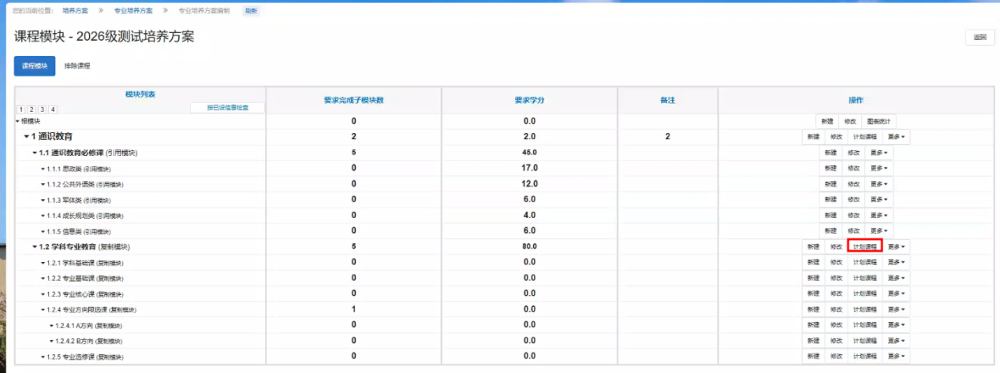 您的当前位置: 培养方案 » 专业培养方案 » 专业培养方案编制 刷新
课程模块 - 2026级测试培养方案 返回
课程模块 排除课程
模块列表 要求完成子模块数 要求学分 备注 操作
1 2 3 4 按已设信息检查
根模块 0 0.0 新建 修改 图表统计
1 通识教育 2 2.0 2 新建 修改 计划课程 更多
1.1 通识教育必修课 (引用模块) 5 45.0 新建 修改 更多
1.1.1 思政类 (引用模块) 0 17.0 新建 修改 更多
1.1.2 公共外语类 (引用模块) 0 12.0 新建 修改 更多
1.1.3 军体类 (引用模块) 0 6.0 新建 修改 更多
1.1.4 成长规划类 (引用模块) 0 4.0 新建 修改 更多
1.1.5 信息类 (引用模块) 0 6.0 新建 修改 更多
1.2 学科专业教育 (复制模块) 5 80.0 新建 修改 计划课程 更多
1.2.1 学科基础课 (复制模块) 0 0.0 新建 修改 计划课程 更多
1.2.2 专业基础课 (复制模块) 0 0.0 新建 修改 计划课程 更多
1.2.3 专业核心课 (复制模块) 0 0.0 新建 修改 计划课程 更多
1.2.4 专业方向限选课 (复制模块) 1 0.0 新建 修改 计划课程 更多
1.2.4.1 A方向 (复制模块) 0 0.0 新建 修改 计划课程 更多
1.2.4.2 B方向 (复制模块) 0 0.0 新建 修改 计划课程 更多
1.2.5 专业选修课 (复制模块) 0 0.0 新建 修改 计划课程 更多